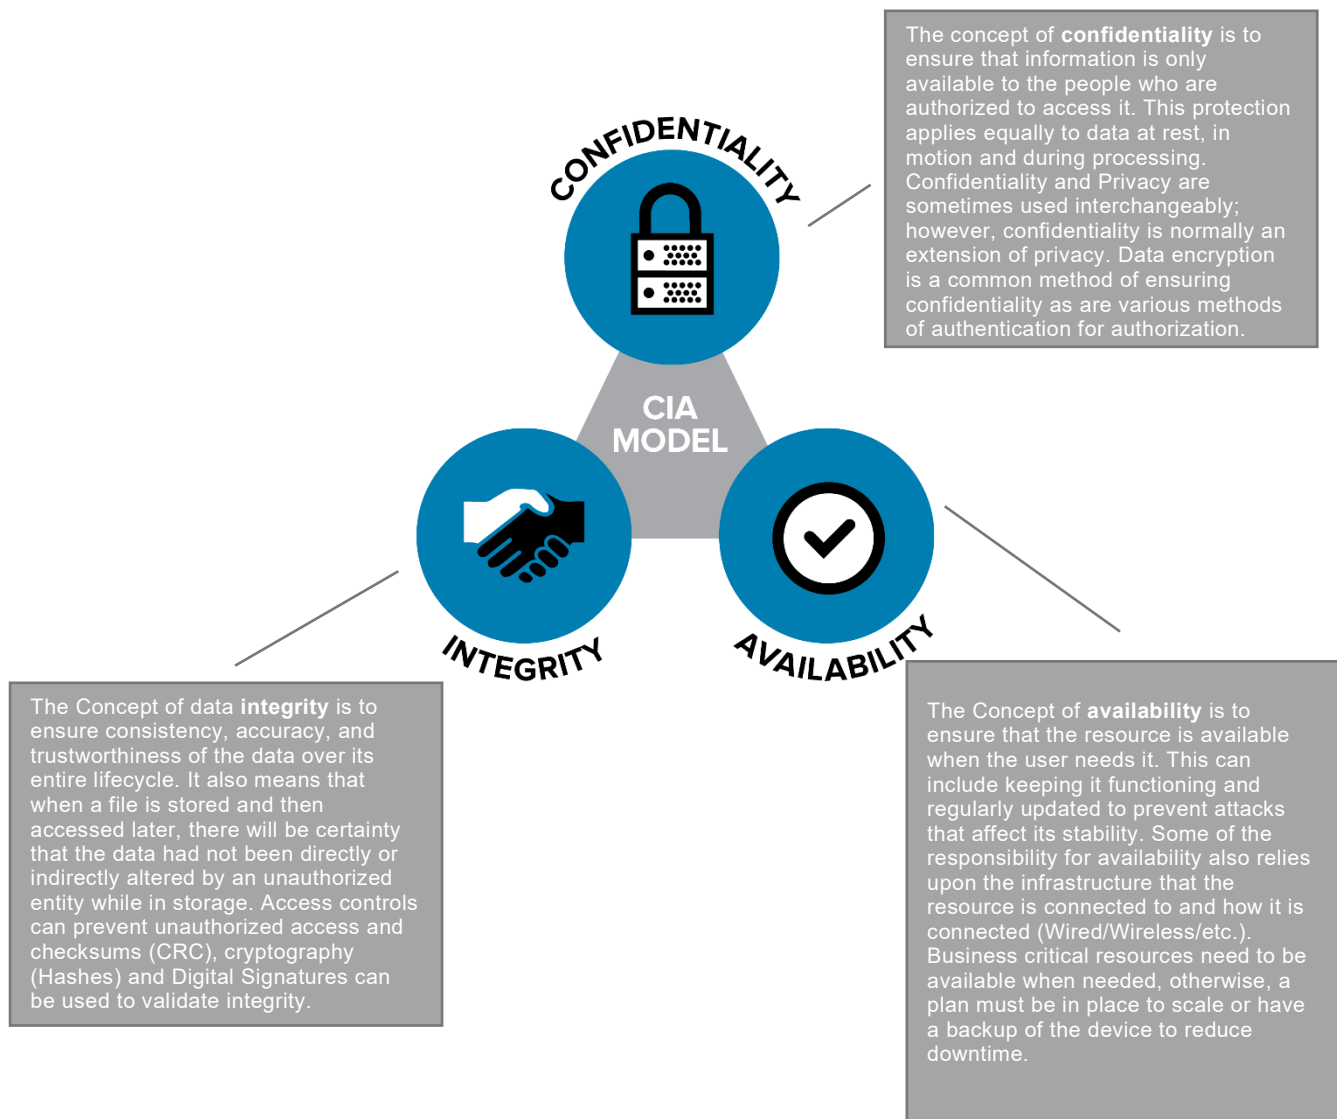 The concept of confidentiality is to
ensure that information is only
available to the people who are
authorized to access it. This protection
applies equally to data at rest, in
motion and during processing.
Confidentiality and Privacy are
sometimes used interchangeably;
however, confidentiality is normally an
extension of privacy. Data encryption
is a common method of ensuring
confidentiality as are various methods
of authentication for authorization.
CONFIDENTIALITY
CIA
MODEL
INTEGRITY
AVAILABILITY
The Concept of data integrity is to
ensure consistency, accuracy, and
trustworthiness of the data over its
entire lifecycle. It also means that
when a file is stored and then
accessed later, there will be certainty
that the data had not been directly or
indirectly altered by an unauthorized
entity while in storage. Access controls
can prevent unauthorized access and
checksums (CRC), cryptography
(Hashes) and Digital Signatures can
be used to validate integrity.
The Concept of availability is to
ensure that the resource is available
when the user needs it. This can
include keeping it functioning and
regularly updated to prevent attacks
that affect its stability. Some of the
responsibility for availability also relies
upon the infrastructure that the
resource is connected to and how it is
connected (Wired/Wireless/etc.).
Business critical resources need to be
available when needed, otherwise, a
plan must be in place to scale or have
a backup of the device to reduce
downtime.